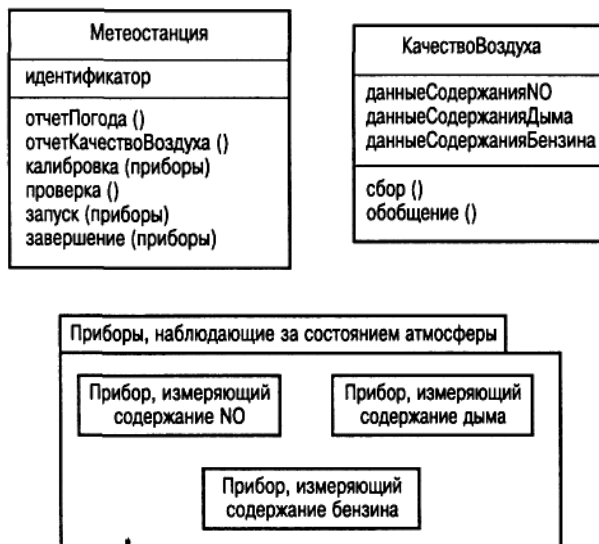 Метеостанция
идентификатор
отчетПогода ()
отчетКачествоВоздуха ()
калибровка (приборы)
проверка ()
запуск (приборы)
завершение (приборы)
КачествоВоздуха
данныеСодержанияNO
данныеСодержанияДыма
данныеСодержанияБензина
сбор ()
обобщение ()
Приборы, наблюдающие за состоянием атмосферы
Прибор, измеряющий
содержание NO
Прибор, измеряющий
содержание дыма
Прибор, измеряющий
содержание бензина